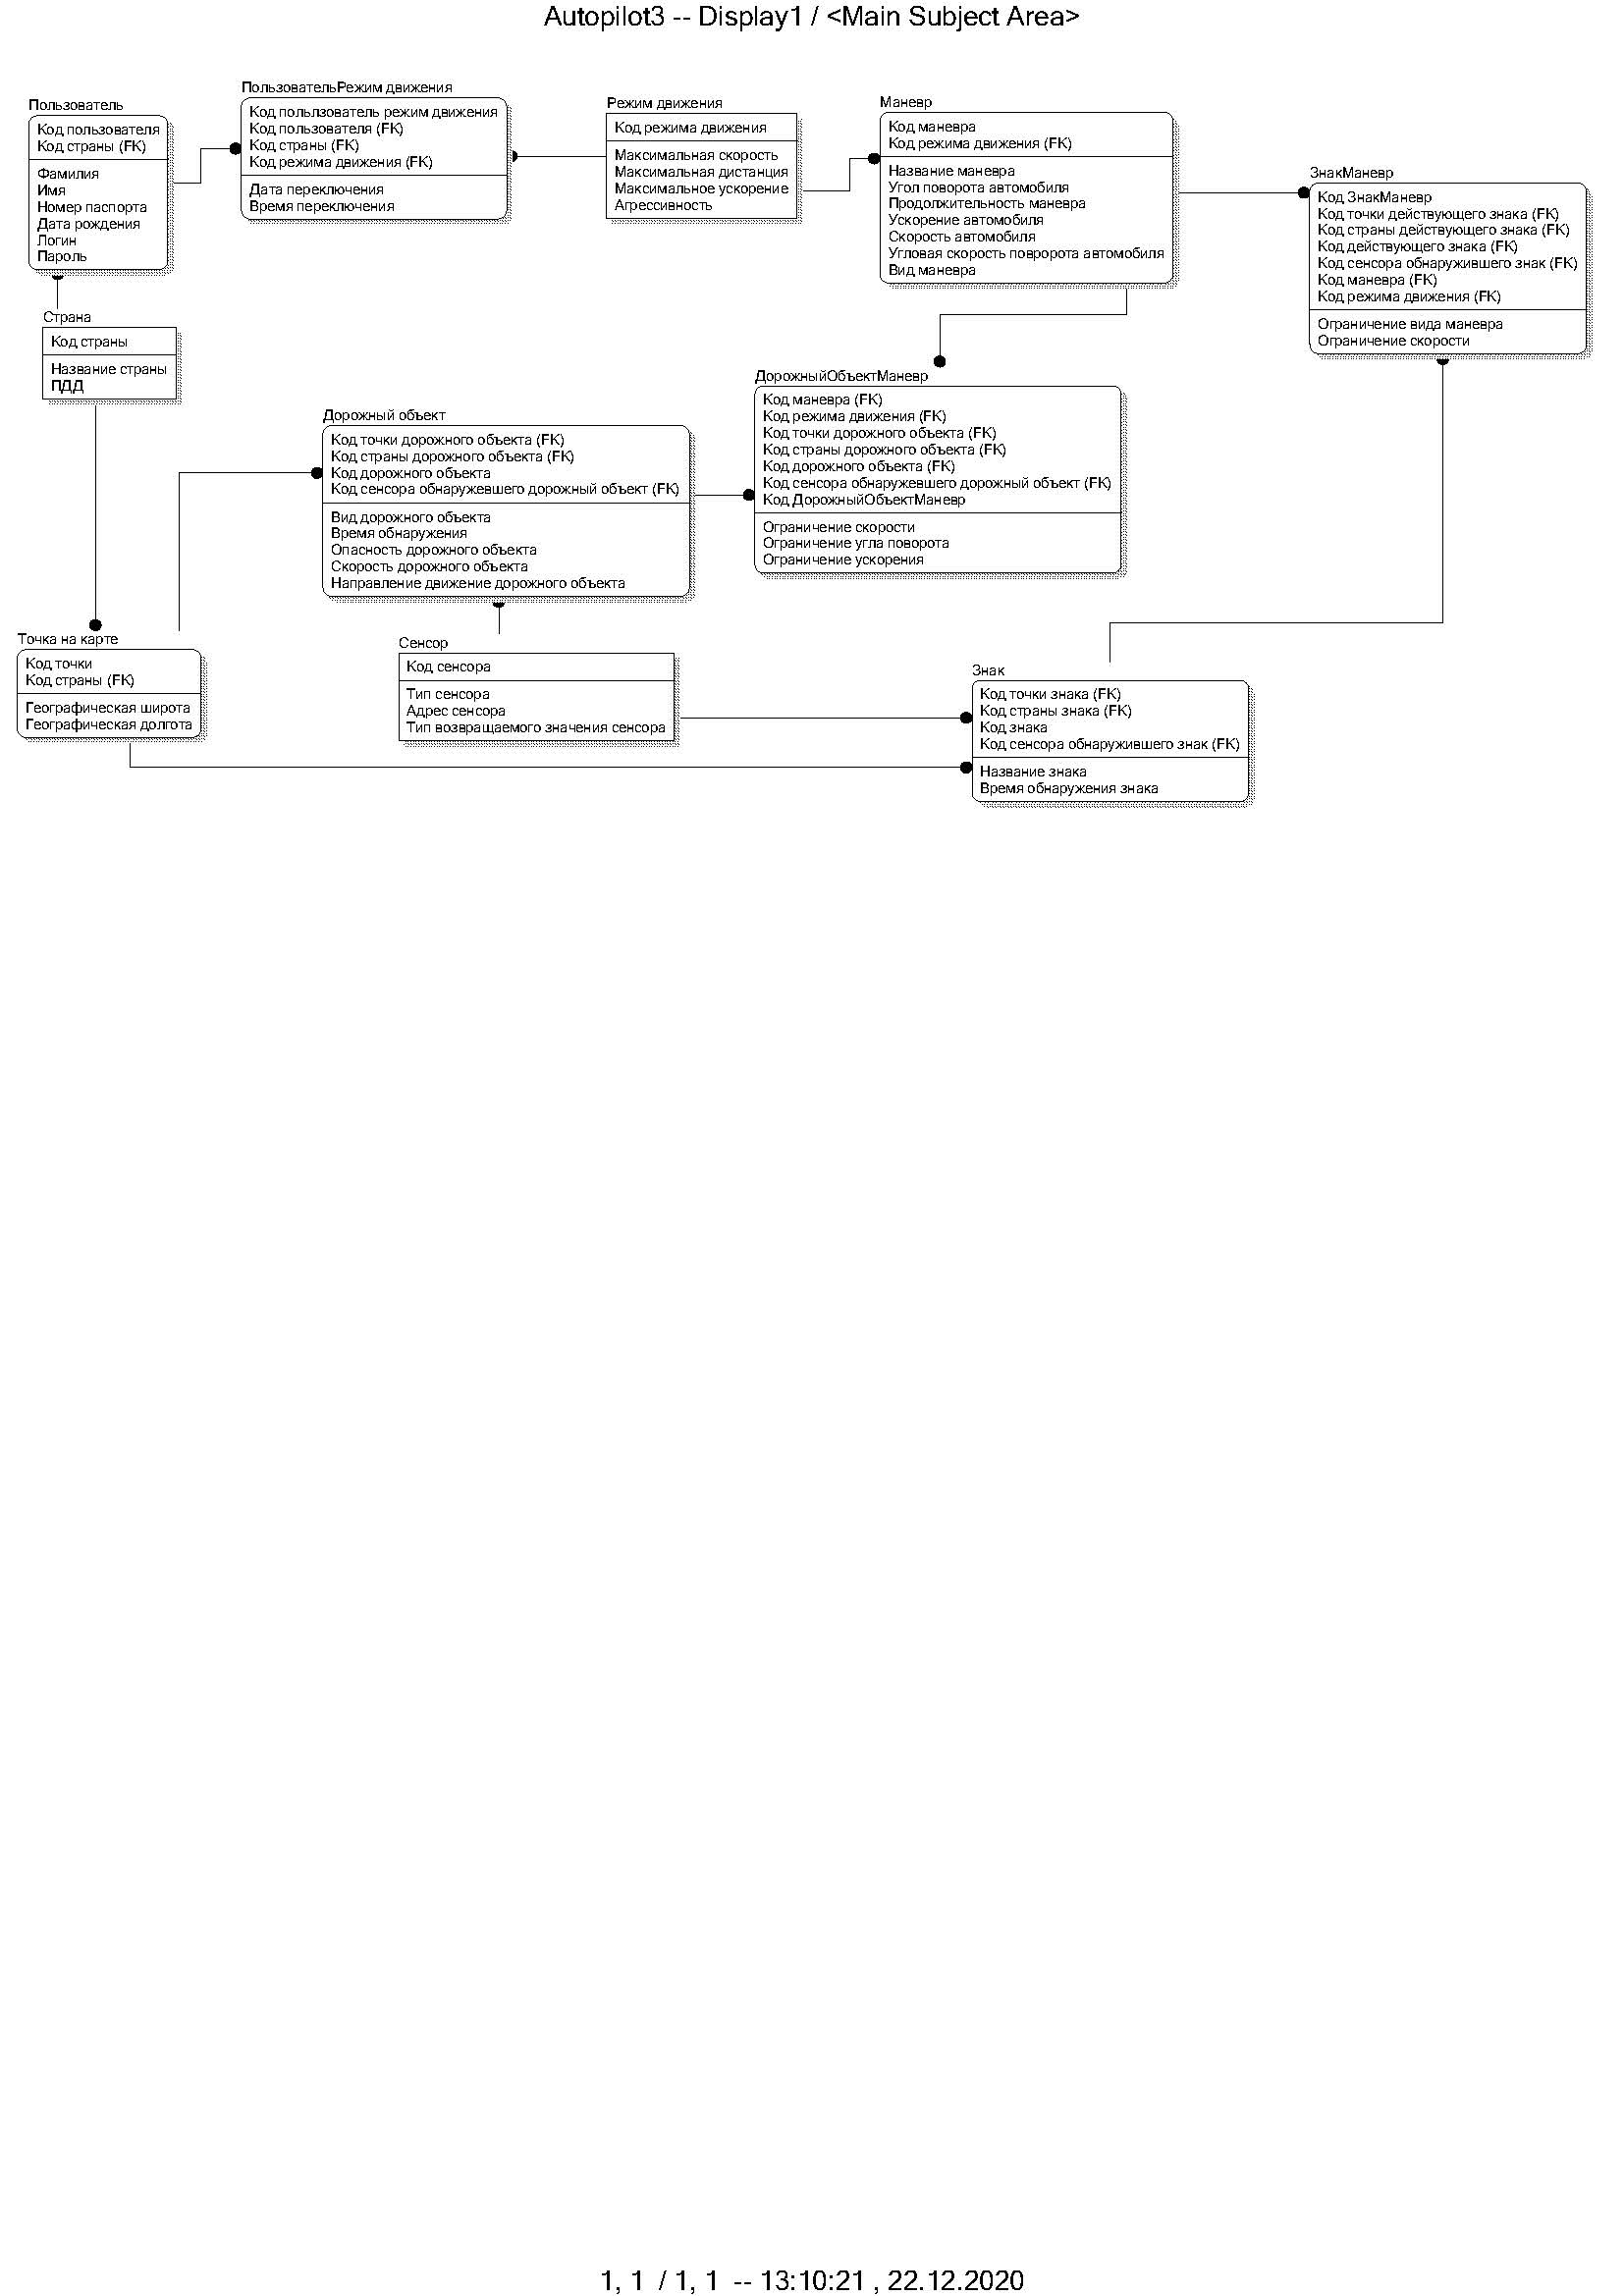 Autopilot3 -- Display1 / <Main Subject Area>
Пользователь
Код пользователя
Код страны (FK)
Фамилия
Имя
Номер паспорта
Дата рождения
Логин
Пароль
ПользовательРежим движения
Код пользователь режим движения
Код пользователя (FK)
Код страны (FK)
Код режима движения (FK)
Дата переключения
Время переключения
Режим движения
Код режима движения
Максимальная скорость
Максимальная дистанция
Максимальное ускорение
Агрессивность
Маневр
Код маневра
Код режима движения (FK)
Название маневра
Угол поворота автомобиля
Продолжительность маневра
Ускорение автомобиля
Скорость автомобиля
Угловая скорость повророта автомобиля
Вид маневра
ЗнакМаневр
Код ЗнакМаневр
Код точки действующего знака (FK)
Код страны действующего знака (FK)
Код действующего знака (FK)
Код сенсора обнаружившего знак (FK)
Код маневра (FK)
Код режима движения (FK)
Ограничение вида маневра
Ограничение скорости
Страна
Код страны
Название страны
ПДД
ДорожныйОбъектМаневр
Код маневра (FK)
Код режима движения (FK)
Код точки дорожного объекта (FK)
Код страны дорожного объекта (FK)
Код дорожного объекта (FK)
Код сенсора обнаружевшего дорожный объект (FK)
Код ДорожныйОбъектМаневр
Ограничение скорости
Ограничение угла поворота
Ограничение ускорения
Дорожный объект
Код точки дорожного объекта (FK)
Код страны дорожного объекта (FK)
Код дорожного объекта
Код сенсора обнаружевшего дорожный объект (FK)
Вид дорожного объекта
Время обнаружения
Опасность дорожного объекта
Скорость дорожного объекта
Направление движение дорожного объекта
Точка на карте
Код точки
Код страны (FK)
Географическая широта
Географическая долгота
Сенсор
Код сенсора
Тип сенсора
Адрес сенсора
Тип возвращаемого значения сенсора
Знак
Код точки знака (FK)
Код страны знака (FK)
Код знака
Код сенсора обнаружившего знак (FK)
Название знака
Время обнаружения знака
1, 1 / 1, 1 -- 13:10:21 , 22.12.2020